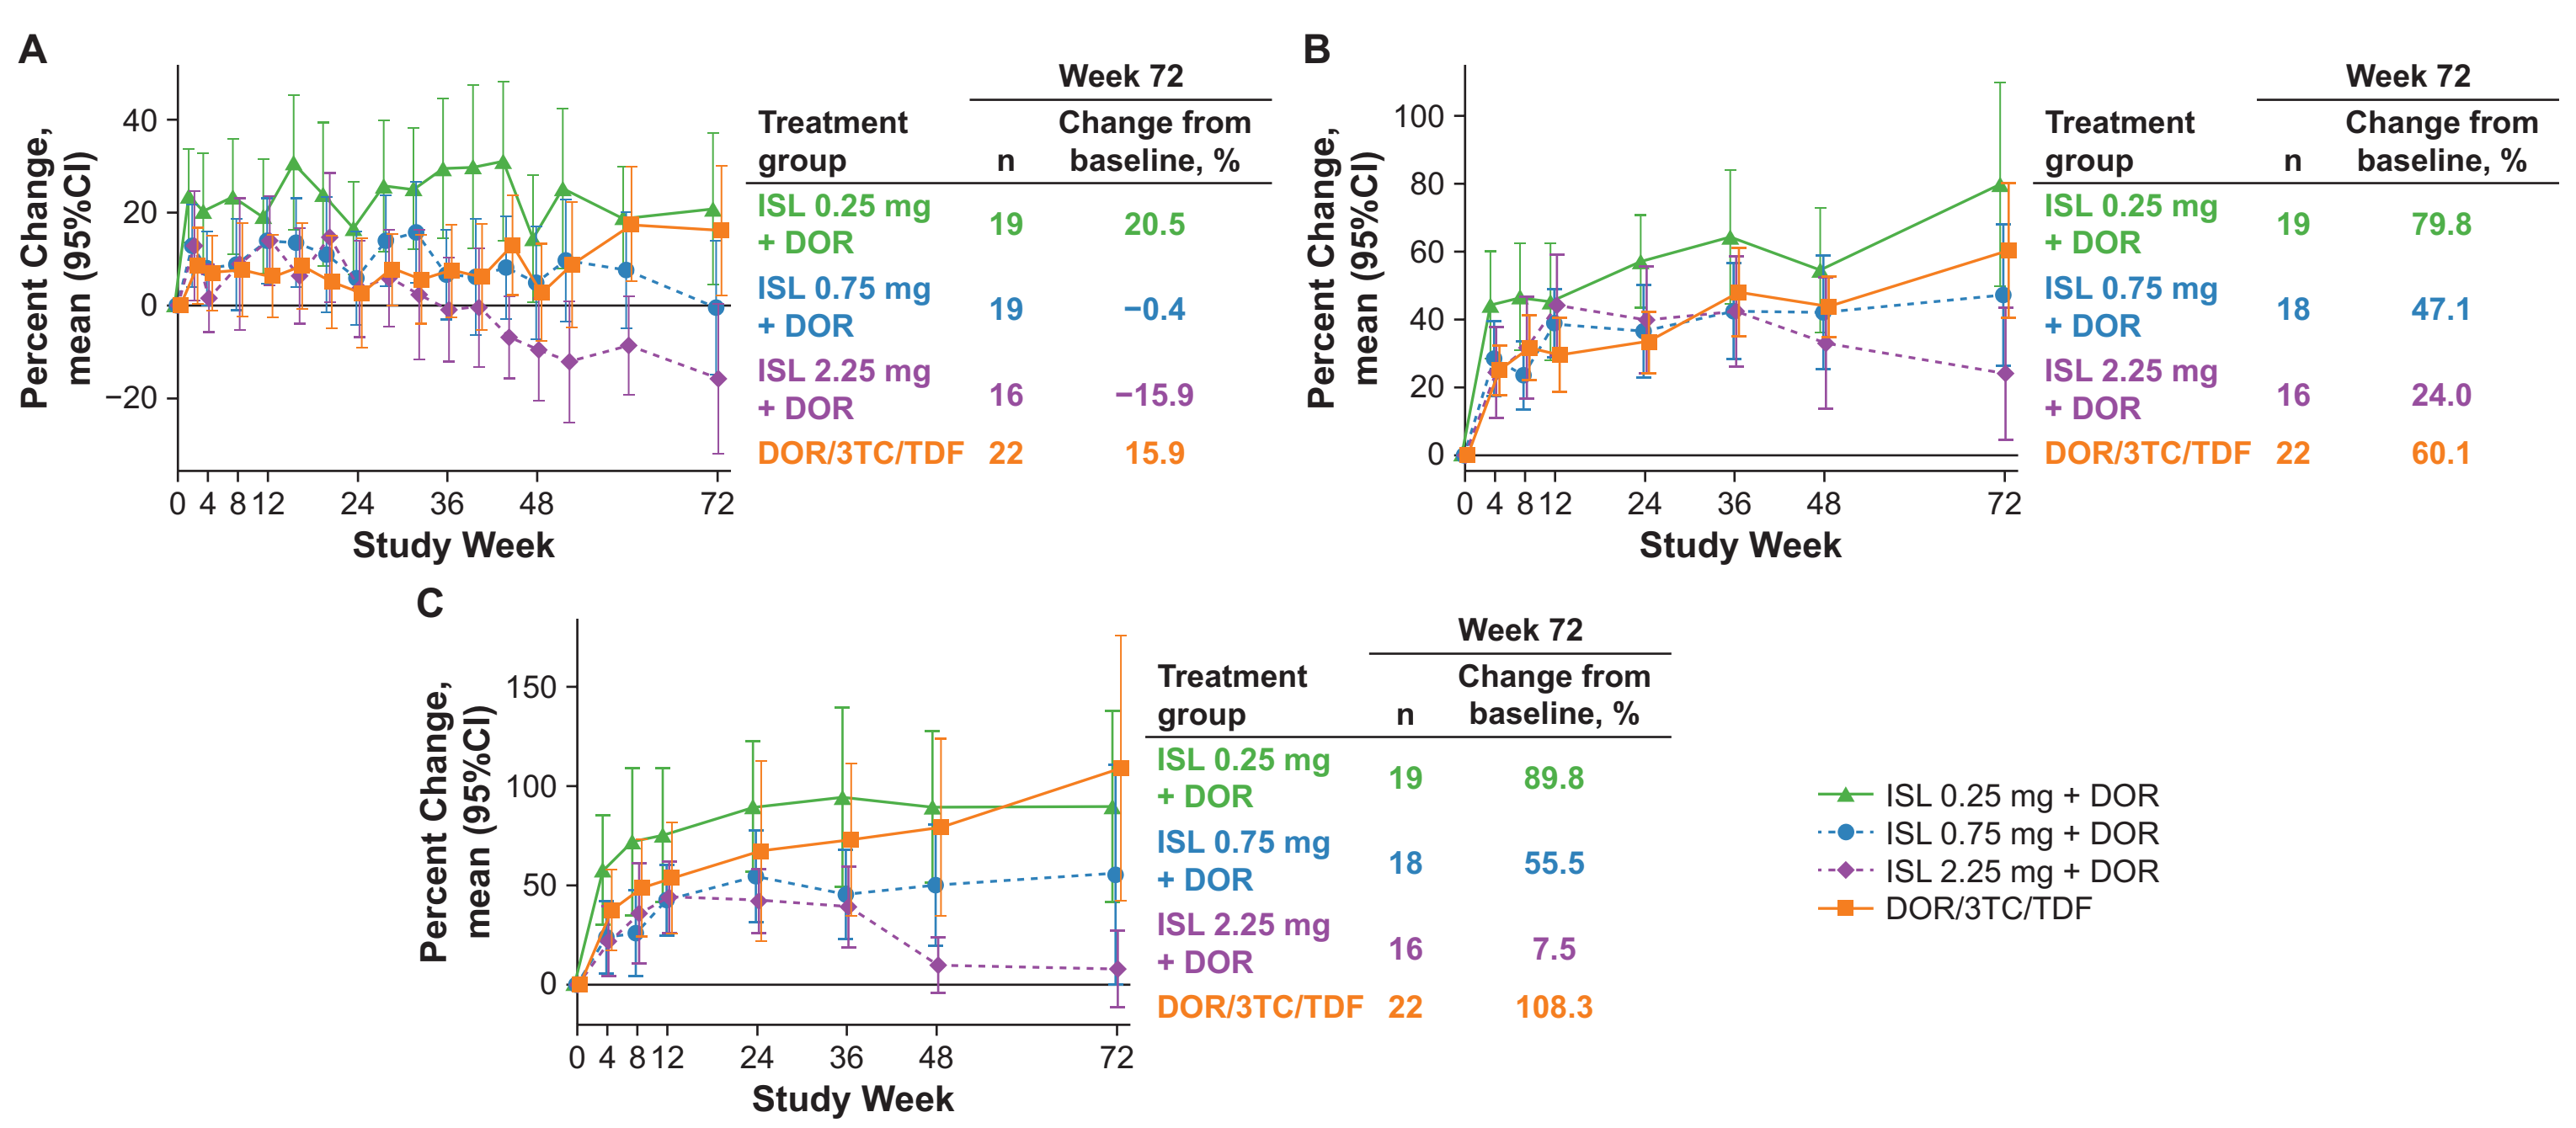 A
Percent Change,
mean (95%CI)
40
20
0
−20
0 4 8 12 24 36 48 72
Study Week
Week 72
Treatment group n Change from baseline, %
ISL 0.25 mg + DOR 19 20.5
ISL 0.75 mg + DOR 19 −0.4
ISL 2.25 mg + DOR 16 −15.9
DOR/3TC/TDF 22 15.9
B
Percent Change,
mean (95%CI)
100
80
60
40
20
0
0 4 8 12 24 36 48 72
Study Week
Week 72
Treatment group n Change from baseline, %
ISL 0.25 mg + DOR 19 79.8
ISL 0.75 mg + DOR 18 47.1
ISL 2.25 mg + DOR 16 24.0
DOR/3TC/TDF 22 60.1
C
Percent Change,
mean (95%CI)
150
100
50
0
0 4 8 12 24 36 48 72
Study Week
Week 72
Treatment group n Change from baseline, %
ISL 0.25 mg + DOR 19 89.8
ISL 0.75 mg + DOR 18 55.5
ISL 2.25 mg + DOR 16 7.5
DOR/3TC/TDF 22 108.3
ISL 0.25 mg + DOR
ISL 0.75 mg + DOR
ISL 2.25 mg + DOR
DOR/3TC/TDF